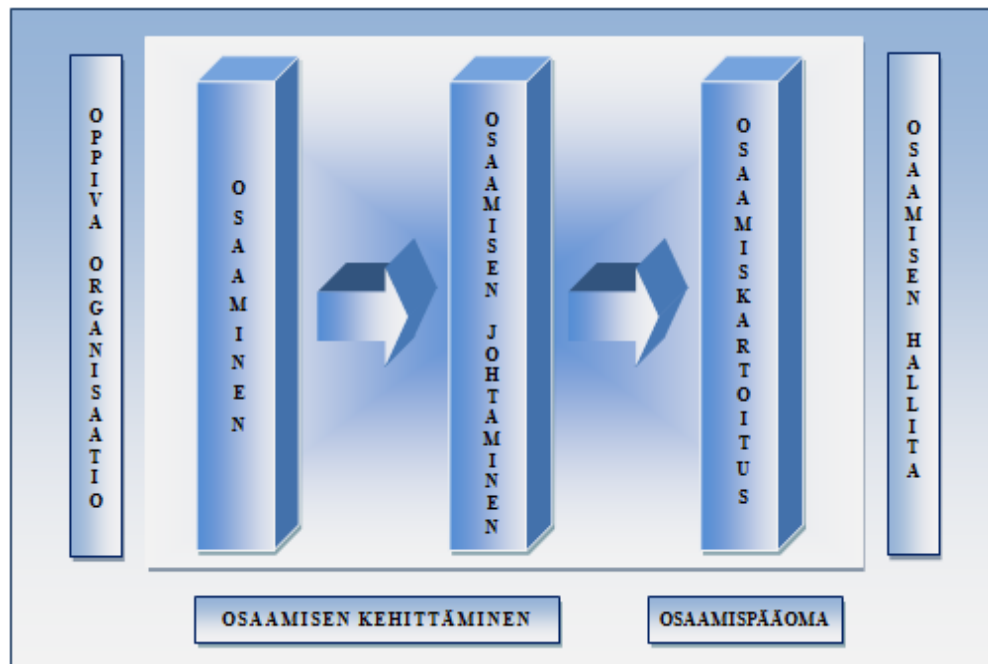 OPPIVA ORGANISAATIO
OSAAMINEN
OSAAMISEN JOHTAMINEN
OSAAMISKARTOITUS
OSAAMISEN HALLITA
OSAAMISEN KEHITTÄMINEN
OSAAMISPÄÄOMA